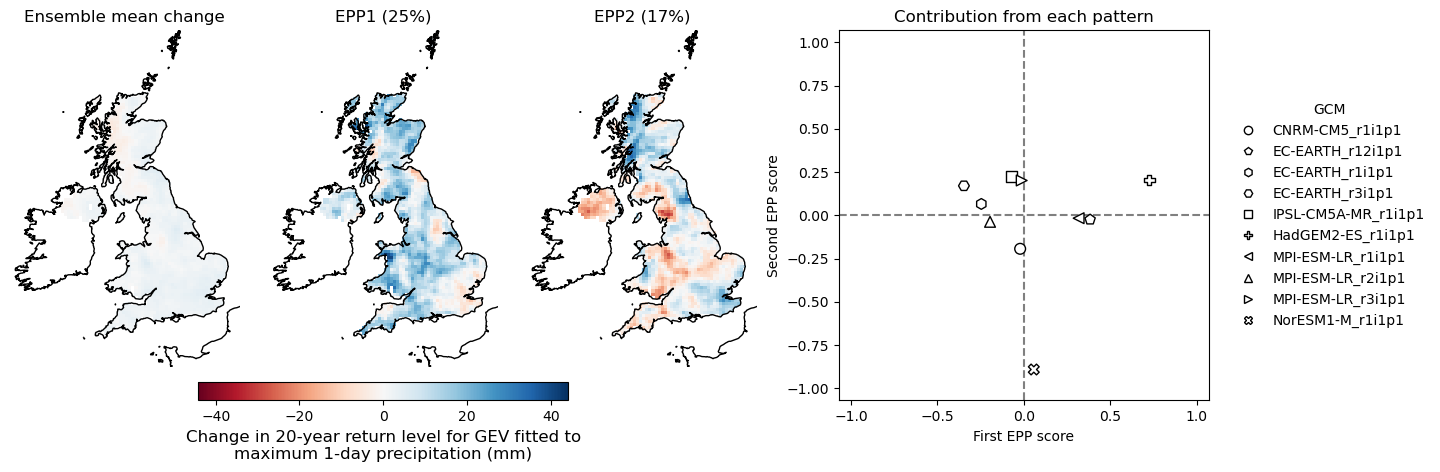 Ensemble mean change
EPP1 (25%)
EPP2 (17%)
Contribution from each pattern
1.00
0.75
0.50
0.25
0.00
−0.25
−0.50
−0.75
−1.00
Second EPP score
−1.0
−0.5
0.0
0.5
1.0
First EPP score
GCM
CNRM-CM5_r1i1p1
EC-EARTH_r12i1p1
EC-EARTH_r1i1p1
EC-EARTH_r3i1p1
IPSL-CM5A-MR_r1i1p1
HadGEM2-ES_r1i1p1
MPI-ESM-LR_r1i1p1
MPI-ESM-LR_r2i1p1
MPI-ESM-LR_r3i1p1
NorESM1-M_r1i1p1
−40
−20
0
20
40
Change in 20-year return level for GEV fitted to
maximum 1-day precipitation (mm)